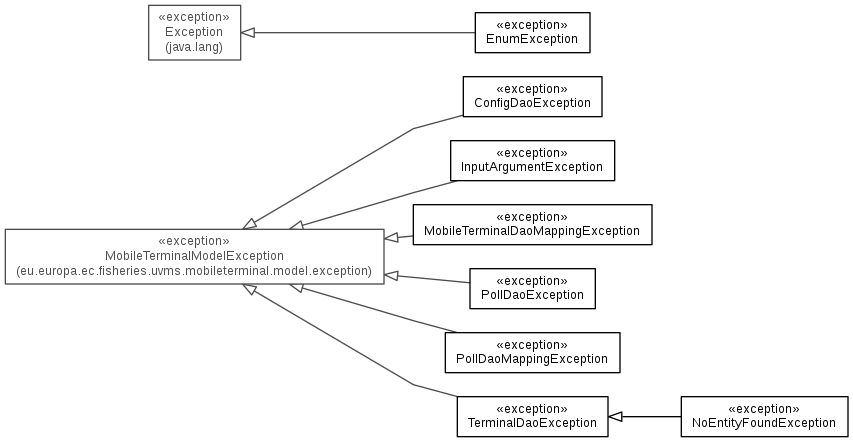 «exception»
Exception
(java.lang)
«exception»
EnumException
«exception»
ConfigDaoException
«exception»
InputArgumentException
«exception»
MobileTerminalDaoMappingException
«exception»
MobileTerminalModelException
(eu.europa.ec.fisheries.uvms.mobileterminal.model.exception)
«exception»
PollDaoException
«exception»
PollDaoMappingException
«exception»
TerminalDaoException
«exception»
NoEntityFoundException